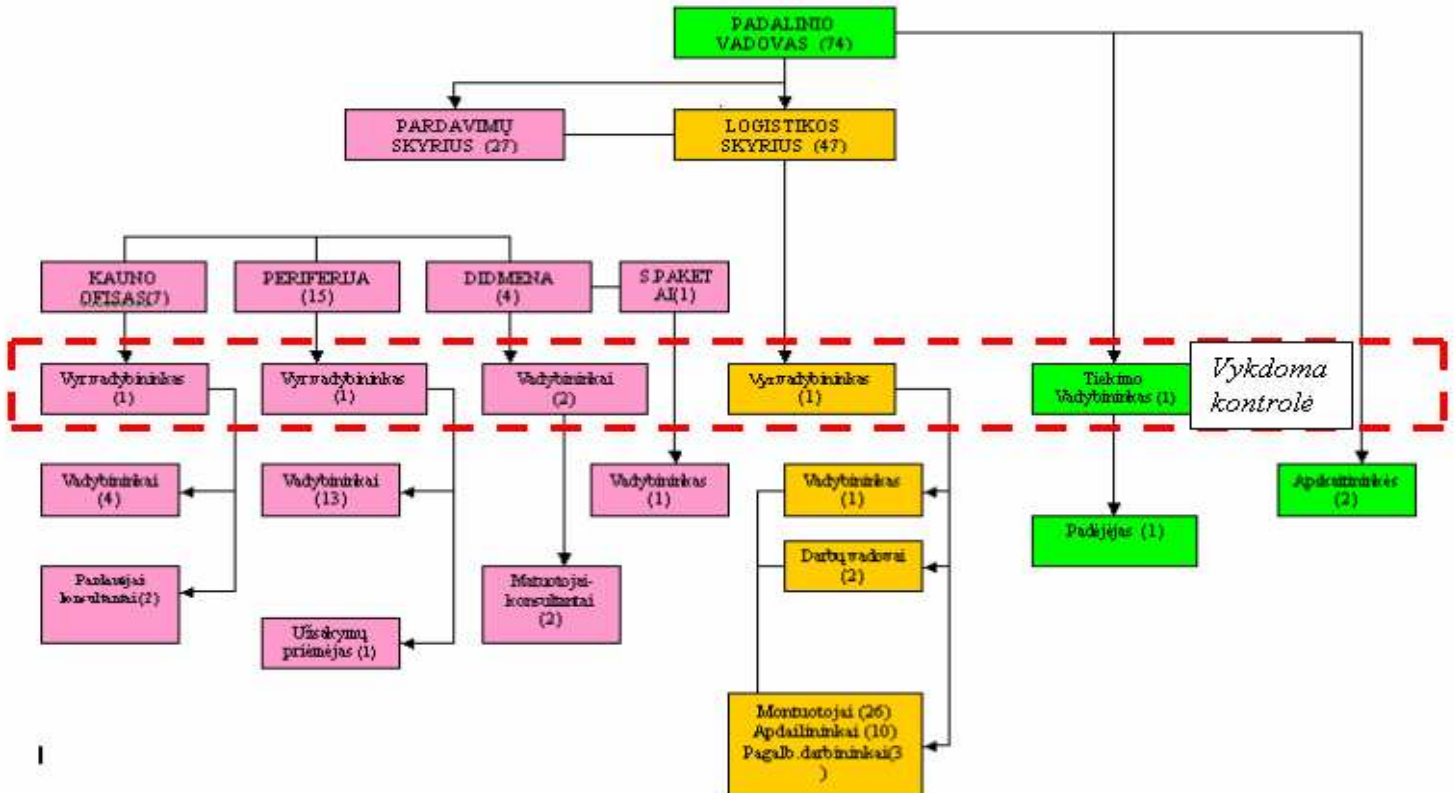 PADALINIO
VADOVAS (74)
PARDAVIMŲ
SKYRIUS (27)
LOGISTIKOS
SKYRIUS (47)
KAUNO
OFISAS(7)
PERIFERIJA
(15)
DIDMENA
(4)
S.PAKET
AI(1)
Vyr.vadybininkas
(1)
Vyr.vadybininkas
(1)
Vadybininkai
(2)
Vyr.vadybininkas
(1)
Tiekimo
Vadybininkas (1)
Vykdoma
kontrolė
Vadybininkai
(4)
Vadybininkai
(13)
Vadybininkas
(1)
Vadybininkas
(1)
Apskaitininkės
(2)
Pardavėjai
konsultantai (2)
Matuotojai-
konsultantai
(2)
Darbų vadovai
(2)
Padėjėjas (1)
Užsakymų
priėmėjas (1)
Montuotojai (26)
Apdailininkai (10)
Pagalb.darbininkai(3
)